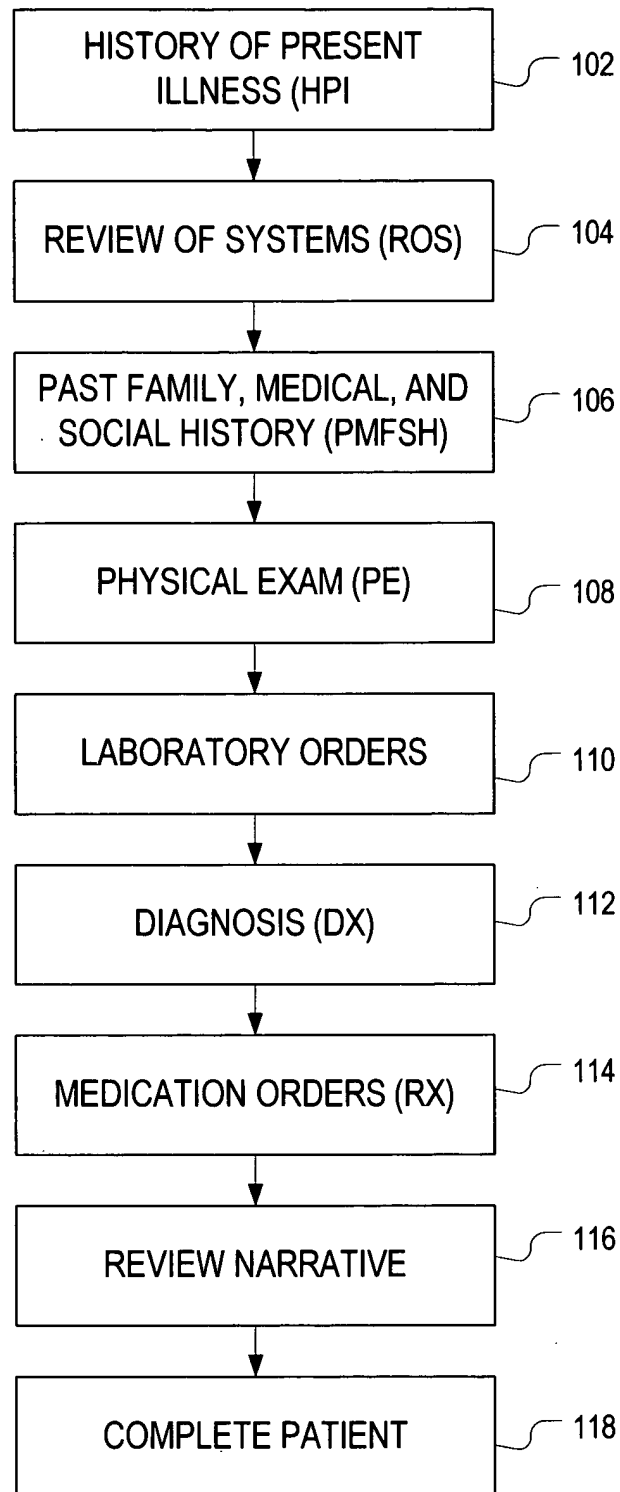 HISTORY OF PRESENT
ILLNESS (HPI
102
REVIEW OF SYSTEMS (ROS)
104
PAST FAMILY, MEDICAL, AND
SOCIAL HISTORY (PMFSH)
106
PHYSICAL EXAM (PE)
108
LABORATORY ORDERS
110
DIAGNOSIS (DX)
112
MEDICATION ORDERS (RX)
114
REVIEW NARRATIVE
116
COMPLETE PATIENT
118